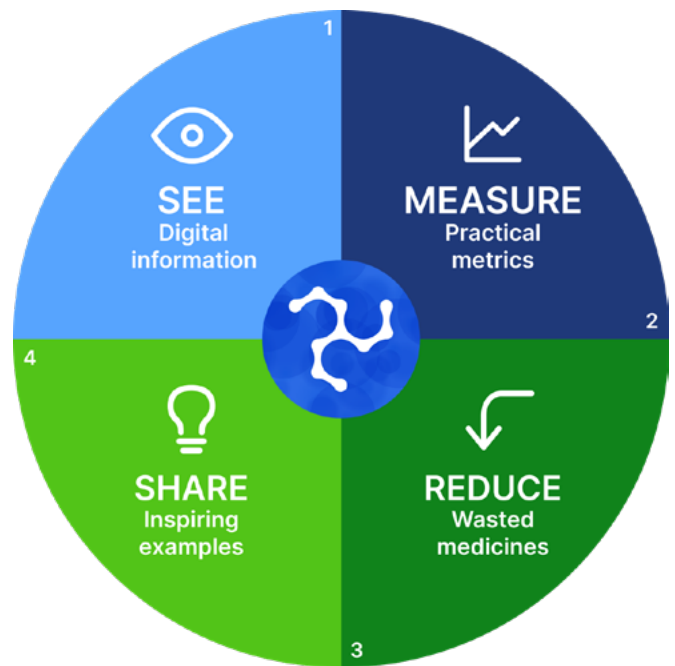 1
SEE
Digital
information
MEASURE
Practical
metrics
2
REDUCE
Wasted
medicines
3
4
SHARE
Inspiring
examples